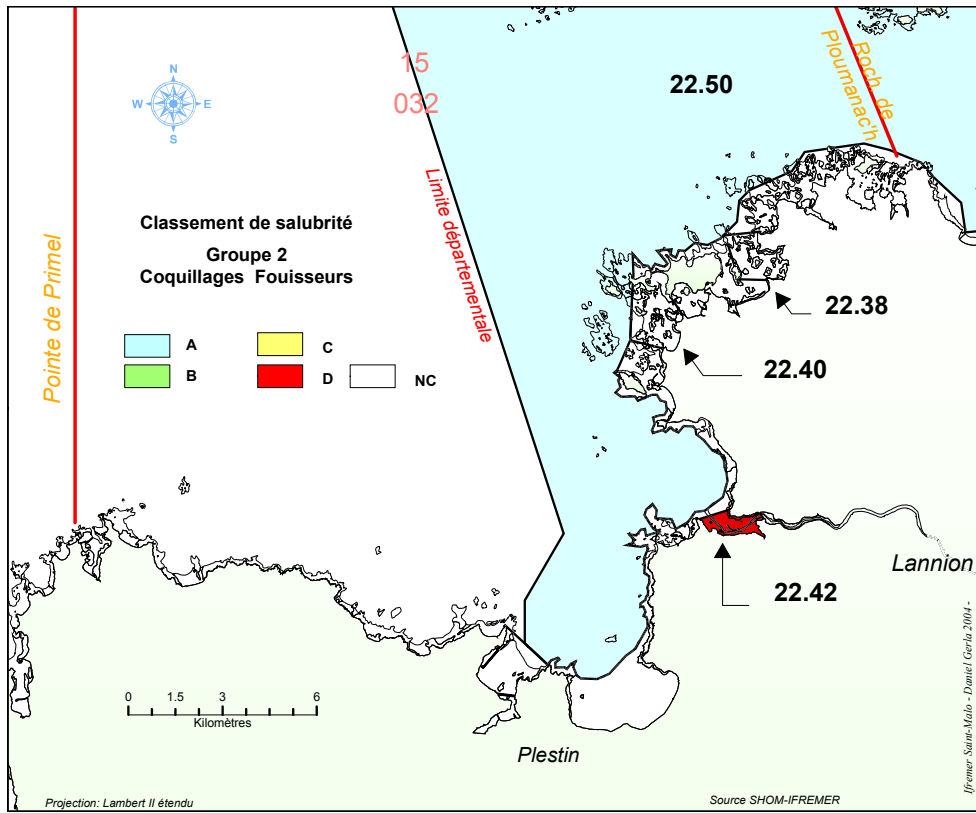 15
032
22.50
Roch. de
Ploumanac'h
N
W
E
S
Limite départementale
Pointe de Primel
Classement de salubrité
Groupe 2
Coquillages Fouisseurs
A
C
B
D
NC
22.38
22.40
22.42
Lannion
0 1.5 3 6
Kilomètres
Plestin
Projection: Lambert II étendu
Source SHOM-IFREMER
Ifremer Saint-Malo - Daniel Gerla 2004 -